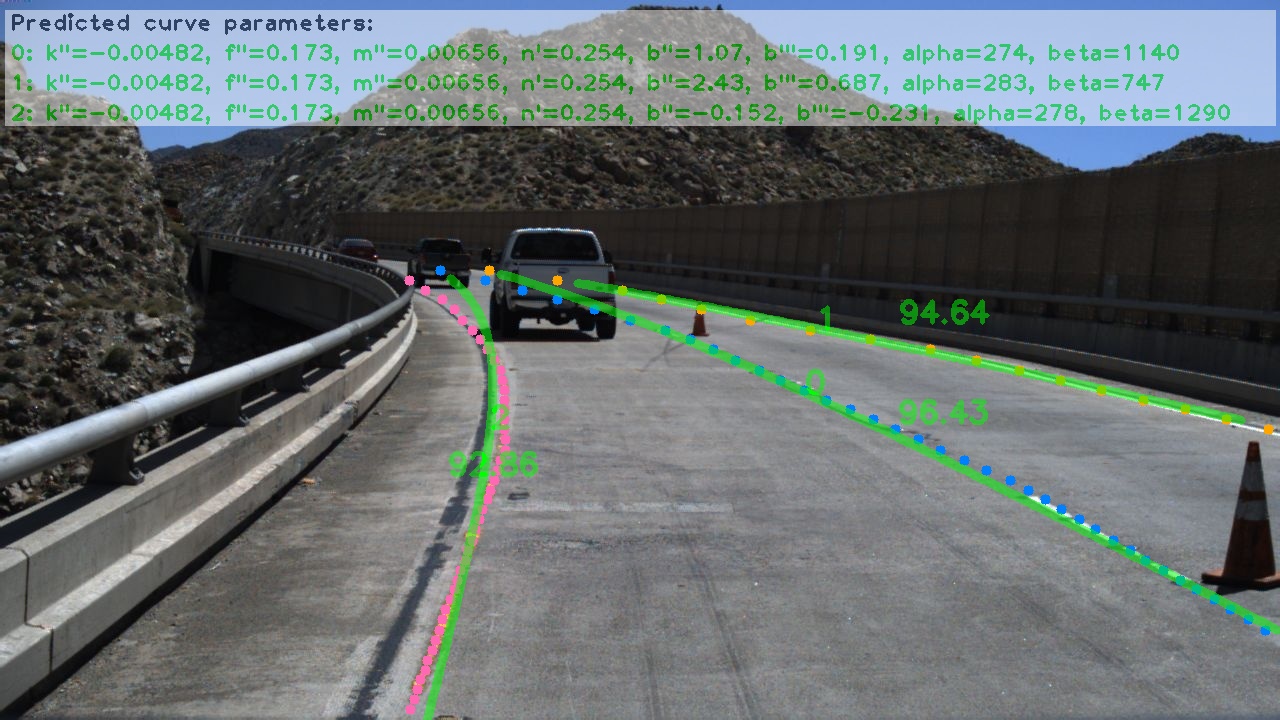 Predicted curve parameters:
0: k''=-0.00482, f''=0.173, m''=0.00656, n'=0.254, b''=1.07, b'''=0.191, alpha=274, beta=1140
1: k''=-0.00482, f''=0.173, m''=0.00656, n'=0.254, b''=2.43, b'''=0.687, alpha=283, beta=747
2: k''=-0.00482, f''=0.173, m''=0.00656, n'=0.254, b''=-0.152, b'''=-0.231, alpha=278, beta=1290
1 94.64
0 96.43
2
92.86